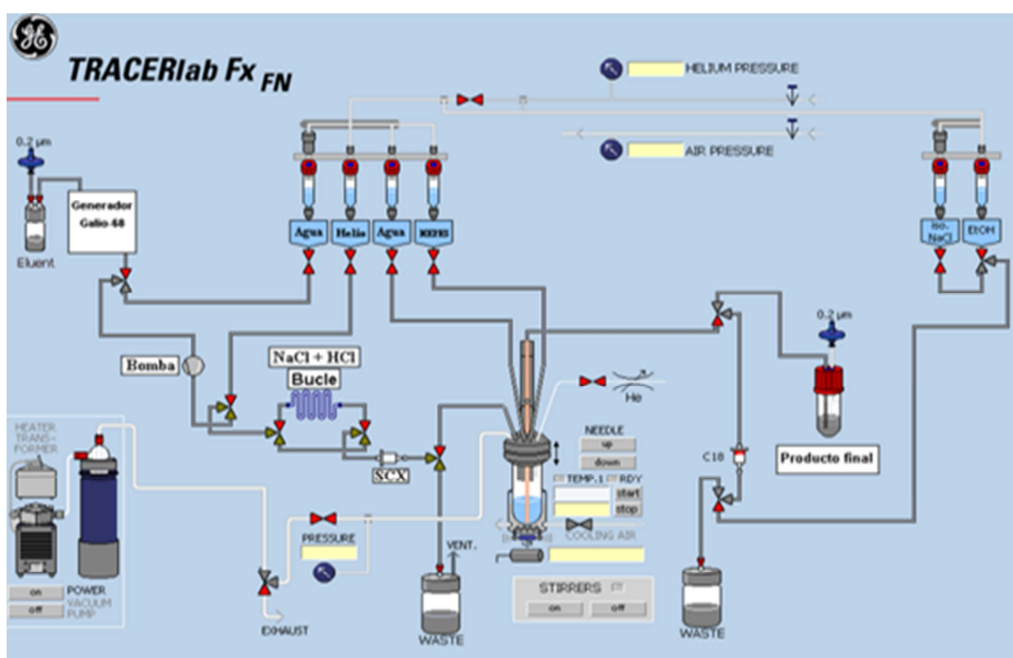 GE
TRACERlab Fx FN
HELIUM PRESSURE
AIR PRESSURE
0.2 µm
Generador
Galio-68
Eluent
Agua
Helio
Agua
HEPES
Iso.
NaCl
EtOH
Bomba
NaCl + HCl
Bucle
SCX
He
0.2 µm
Producto final
C18
NEEDLE
up
down
TEMP.1
RDY
start
stop
COOLING AIR
HEATER
TRANS-
FORMER
PRESSURE
VENT.
on
POWER
off
VACUUM
PUMP
EXHAUST
WASTE
STIRRERS
on
off
WASTE